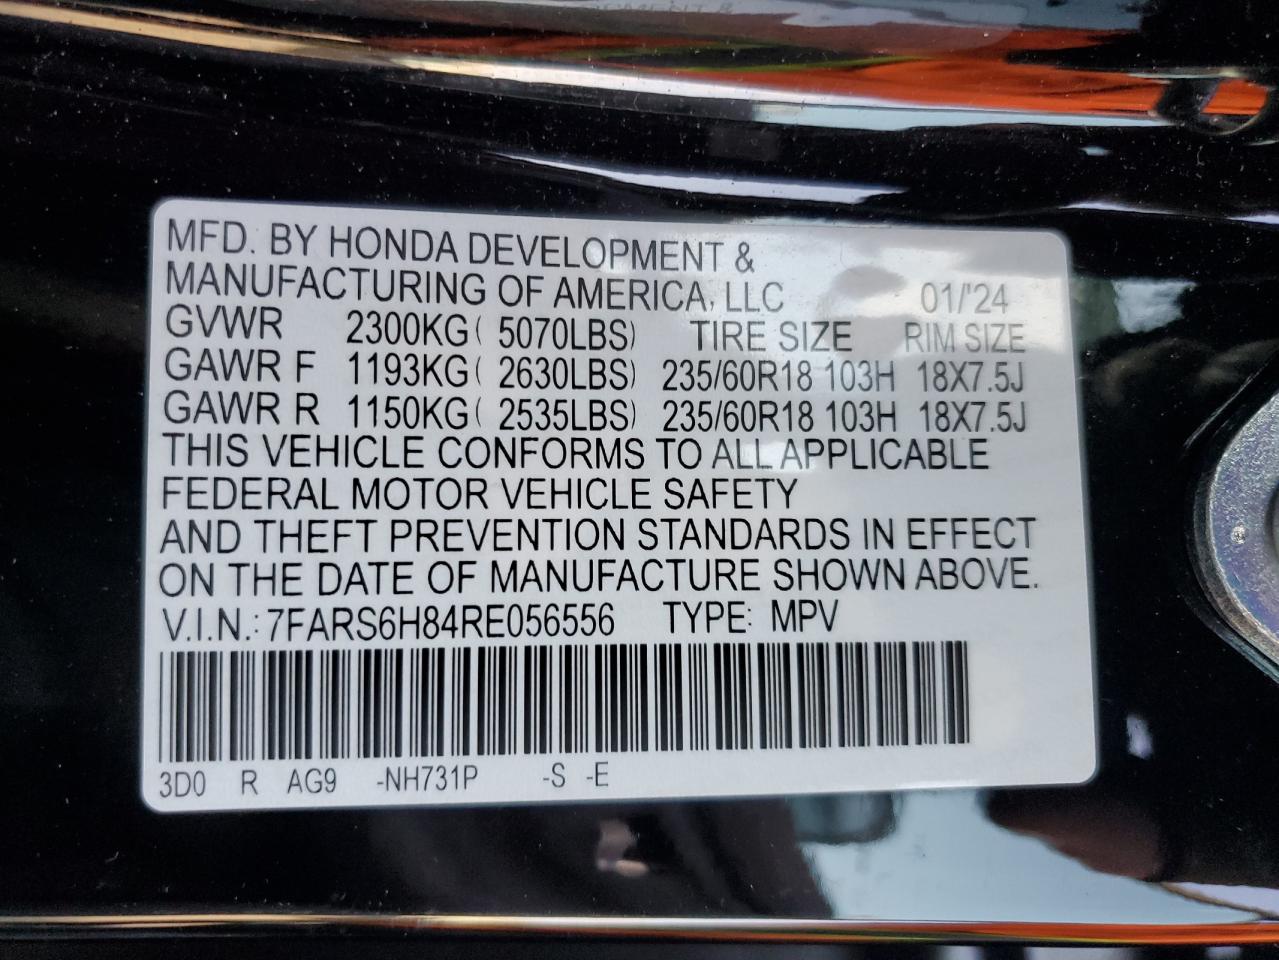 MFD. BY HONDA DEVELOPMENT &
MANUFACTURING OF AMERICA, LLC 01/'24
GVWR 2300KG( 5070LBS) TIRE SIZE RIM SIZE
GAWR F 1193KG( 2630LBS) 235/60R18 103H 18X7.5J
GAWR R 1150KG( 2535LBS) 235/60R18 103H 18X7.5J
THIS VEHICLE CONFORMS TO ALL APPLICABLE
FEDERAL MOTOR VEHICLE SAFETY
AND THEFT PREVENTION STANDARDS IN EFFECT
ON THE DATE OF MANUFACTURE SHOWN ABOVE.
V.I.N.: 7FARS6H84RE056556 TYPE: MPV
3D0 R AG9 -NH731P -S -E